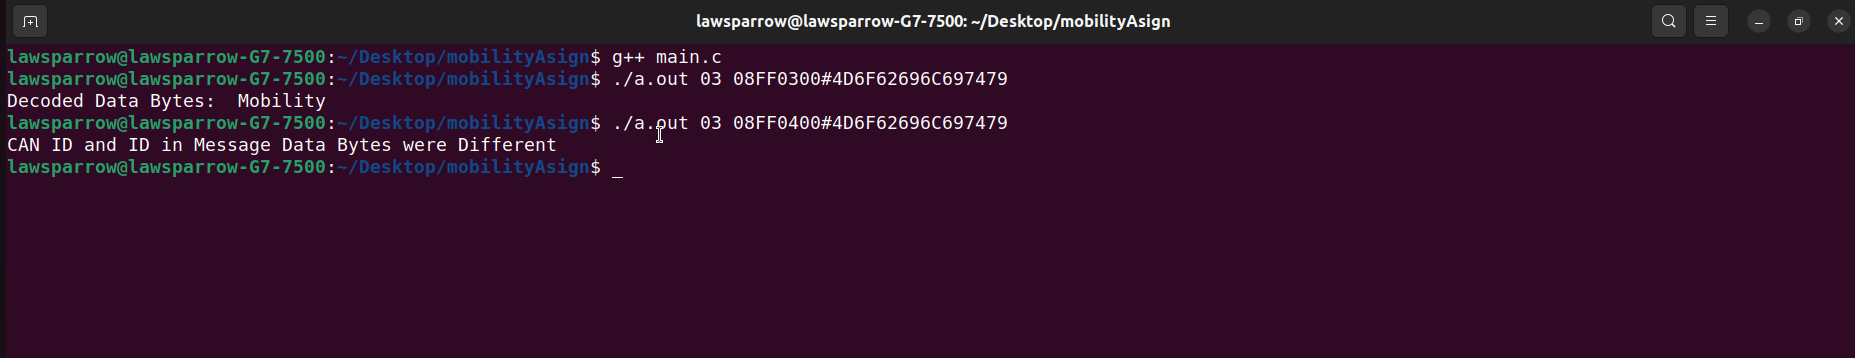 lawsparrow@lawsparrow-G7-7500: ~/Desktop/mobilityAsign
lawsparrow@lawsparrow-G7-7500:~/Desktop/mobilityAsign$ g++ main.c
lawsparrow@lawsparrow-G7-7500:~/Desktop/mobilityAsign$ ./a.out 03 08FF0300#4D6F62696C697479
Decoded Data Bytes:  Mobility
lawsparrow@lawsparrow-G7-7500:~/Desktop/mobilityAsign$ ./a.out 03 08FF0400#4D6F62696C697479
CAN ID and ID in Message Data Bytes were Different
lawsparrow@lawsparrow-G7-7500:~/Desktop/mobilityAsign$ _